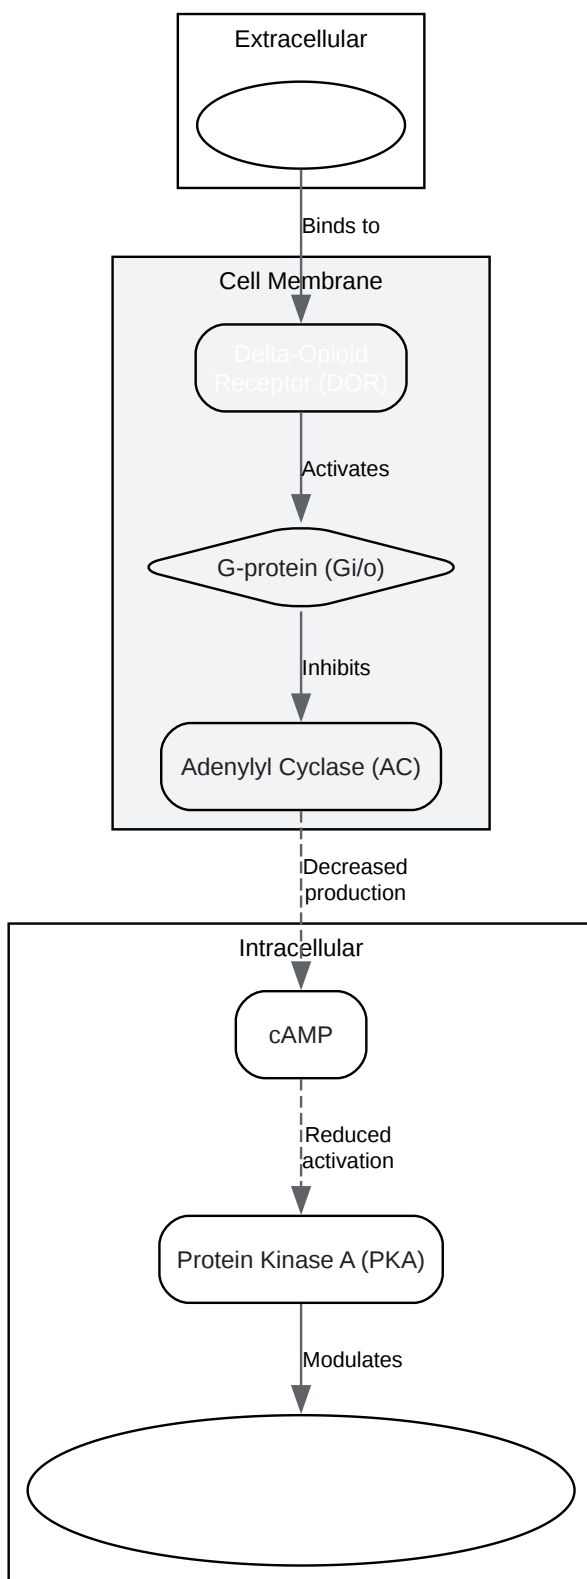 Extracellular
Binds to
Cell Membrane
Delta-Opioid
Receptor (DOR)
Activates
G-protein (Gi/o)
Inhibits
Adenylyl Cyclase (AC)
Decreased
production
Intracellular
cAMP
Reduced
activation
Protein Kinase A (PKA)
Modulates